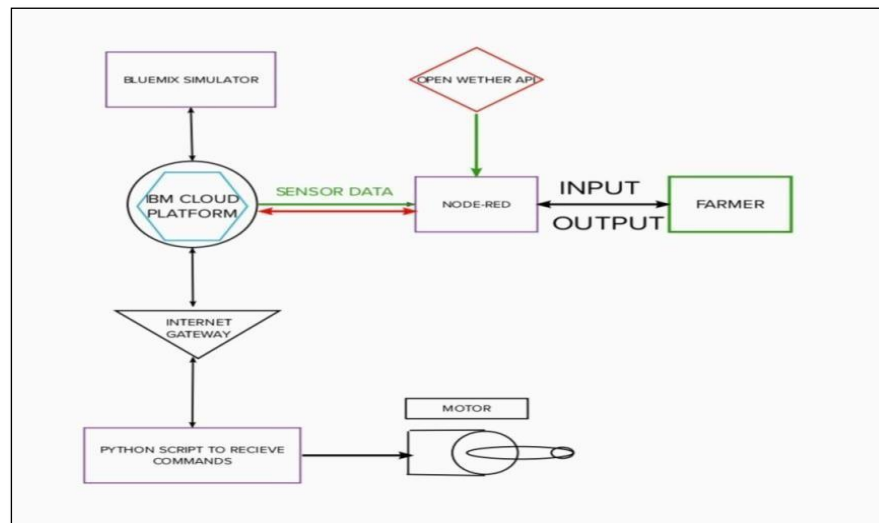 BLUEMIX SIMULATOR
OPEN WETHER API
IBM CLOUD
PLATFORM
SENSOR DATA
NODE-RED
INPUT
OUTPUT
FARMER
INTERNET
GATEWAY
MOTOR
PYTHON SCRIPT TO RECIEVE
COMMANDS